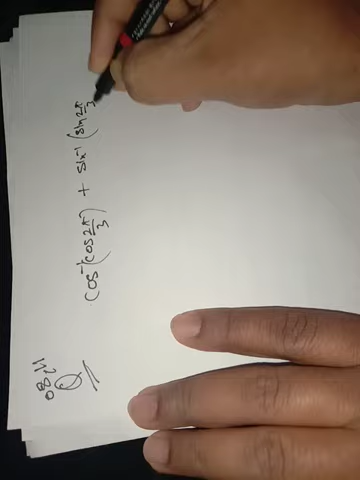 cos⁻¹(cos 2π/3) + sin⁻¹(sin 2π/3